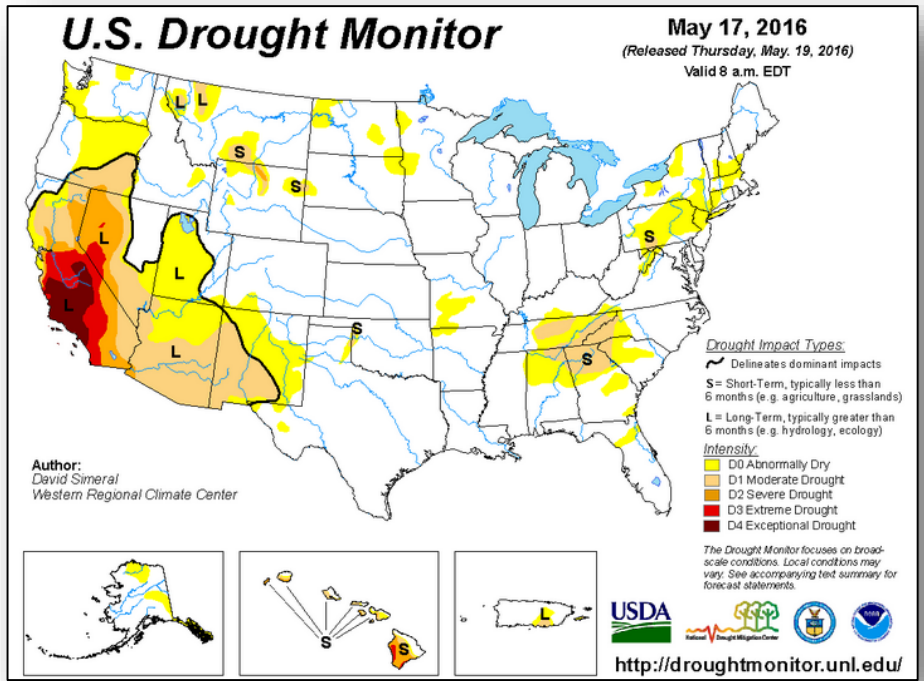 U.S. Drought Monitor
May 17, 2016
(Released Thursday, May. 19, 2016)
Valid 8 a.m. EDT
L
L
S
S
L
L
L
L
S
S
S
Drought Impact Types:
Delineates dominant impacts
S = Short-Term, typically less than
6 months (e.g. agriculture, grasslands)
L = Long-Term, typically greater than
6 months (e.g. hydrology, ecology)
Intensity:
D0 Abnormally Dry
D1 Moderate Drought
D2 Severe Drought
D3 Extreme Drought
D4 Exceptional Drought
Author:
David Simeral
Western Regional Climate Center
The Drought Monitor focuses on broad-
scale conditions. Local conditions may
vary. See accompanying text summary for
forecast statements.
S
S
L
USDA
National Drought Mitigation Center
http://droughtmonitor.unl.edu/